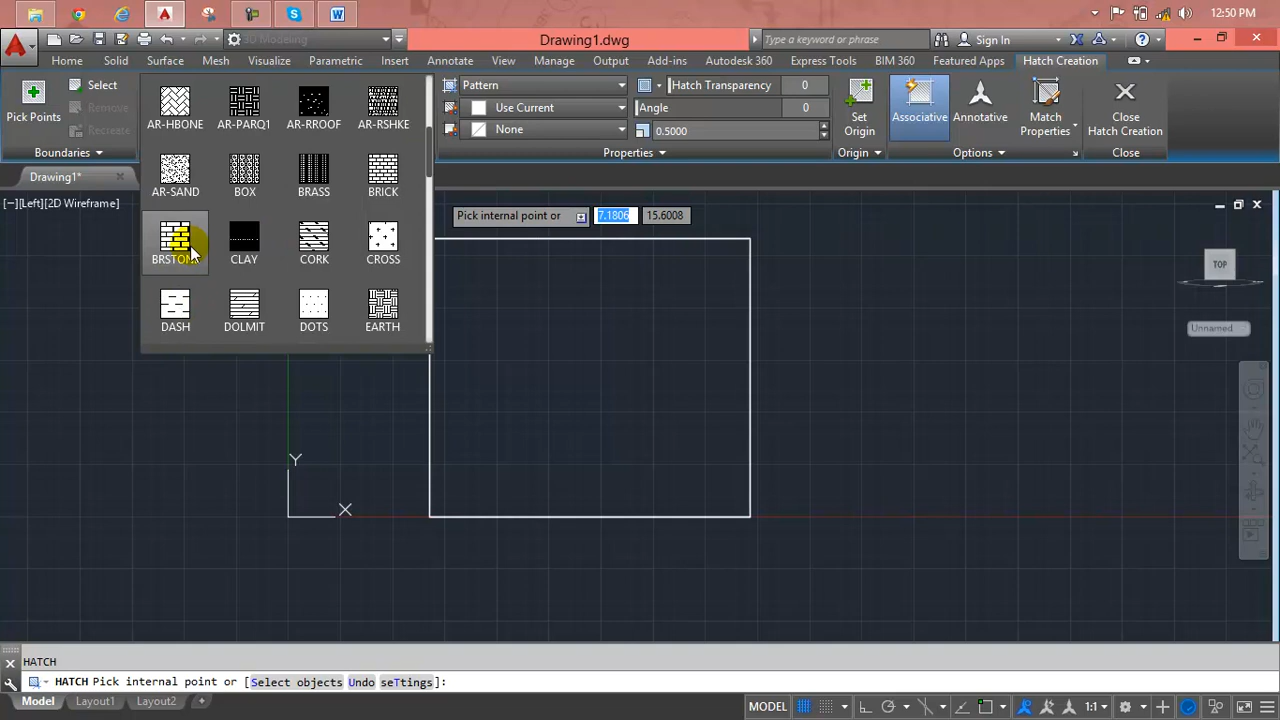 12:50 PM
3D Modeling
Drawing1.dwg
Type a keyword or phrase
Sign In
Home Solid Surface Mesh Visualize Parametric Insert Annotate View Manage Output Add-ins Autodesk 360 Express Tools BIM 360 Featured Apps Hatch Creation
Pick Points
Select
Remove
Recreate
Boundaries
AR-HBONE AR-PARQ1 AR-RROOF AR-RSHKE
AR-SAND BOX BRASS BRICK
BRSTONE CLAY CORK CROSS
DASH DOLMIT DOTS EARTH
Pattern
Use Current
None
Hatch Transparency 0
Angle 0
0.5000
Properties
Set
Origin
Origin
Associative
Annotative
Match
Properties
Options
Close
Hatch Creation
Close
Drawing1*
[−][Left][2D Wireframe]
Pick internal point or 7.1806 15.6008
TOP
Unnamed
Y
X
HATCH
HATCH Pick internal point or [Select objects Undo seTtings]:
Model Layout1 Layout2 +
MODEL
1:1